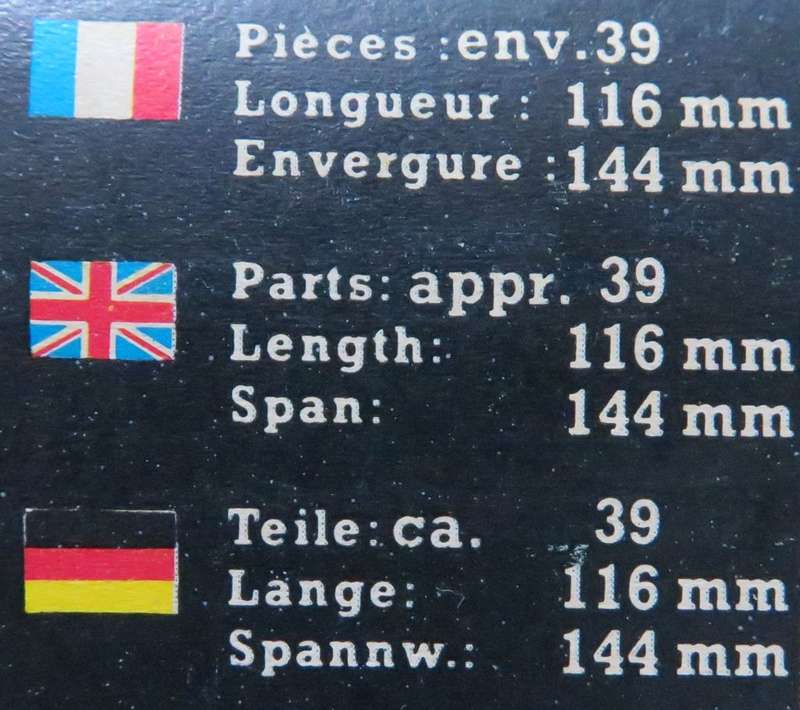 Pièces : env. 39
Longueur : 116 mm
Envergure : 144 mm
Parts: appr. 39
Length: 116 mm
Span: 144 mm
Teile: ca. 39
Länge: 116 mm
Spannw.: 144 mm